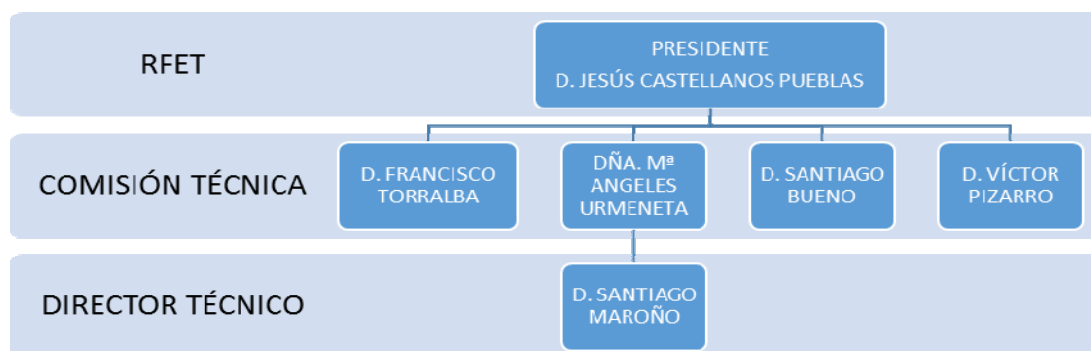 RFET
PRESIDENTE
D. JESÚS CASTELLANOS PUEBLAS
COMISIÓN TÉCNICA
D. FRANCISCO
TORRALBA
DÑA. Mª
ANGELES
URMENETA
D. SANTIAGO
BUENO
D. VÍCTOR
PIZARRO
DIRECTOR TÉCNICO
D. SANTIAGO
MAROÑO